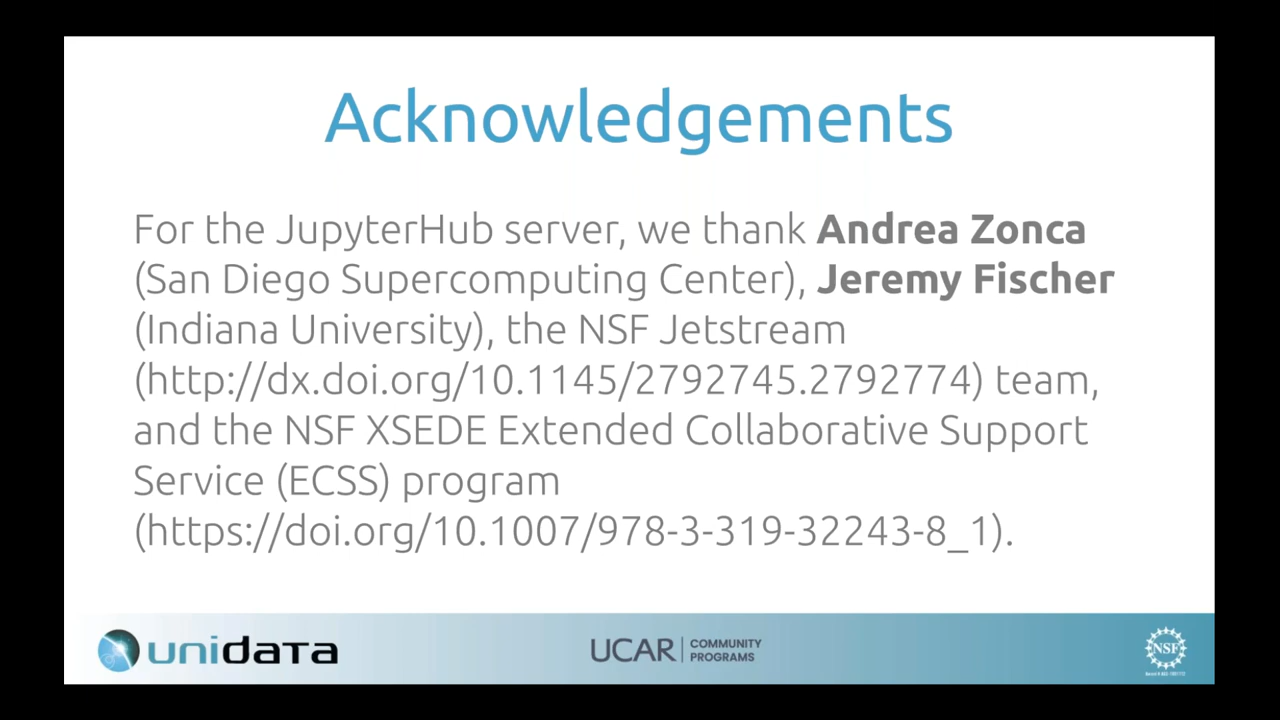 Acknowledgements
For the JupyterHub server, we thank Andrea Zonca
(San Diego Supercomputing Center), Jeremy Fischer
(Indiana University), the NSF Jetstream
(http://dx.doi.org/10.1145/2792745.2792774) team,
and the NSF XSEDE Extended Collaborative Support
Service (ECSS) program
(https://doi.org/10.1007/978-3-319-32243-8_1).
unidata
UCAR COMMUNITY
PROGRAMS
NSF